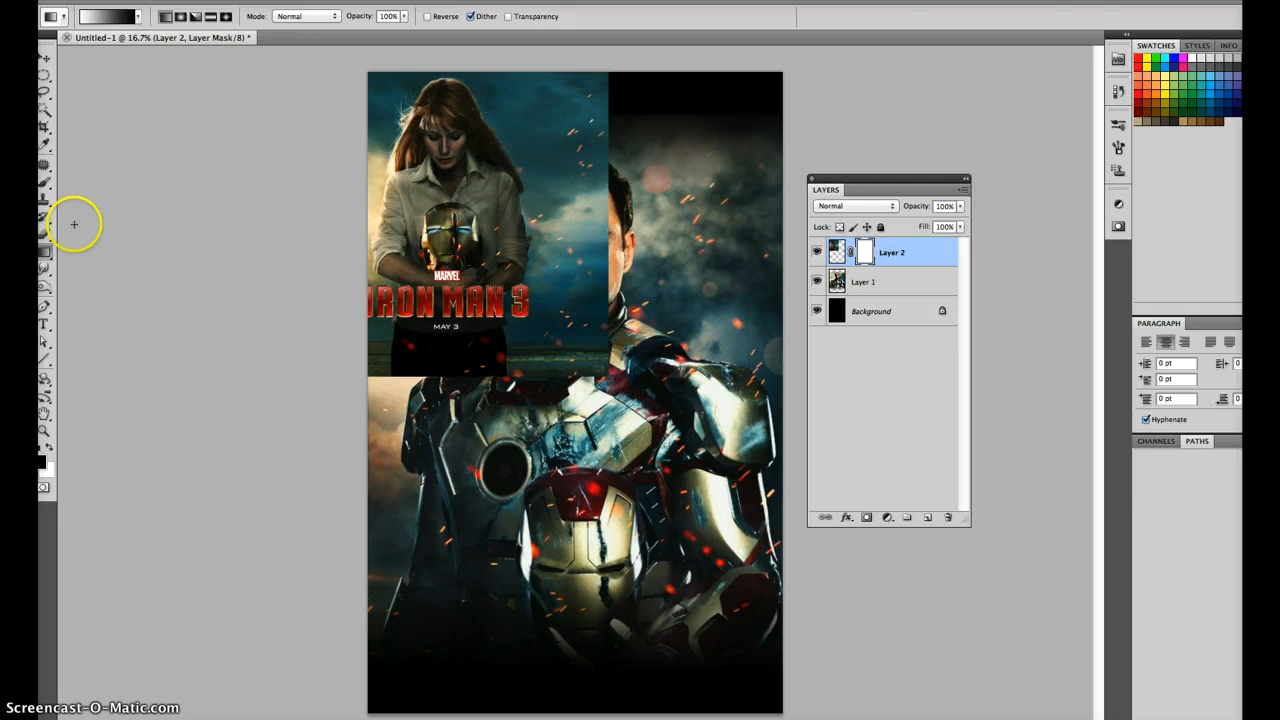 Mode: Normal Opacity: 100% Reverse Dither Transparency
Untitled-1 @ 16.7% (Layer 2, Layer Mask/8) *
SWATCHES STYLES INFO
MARVEL
IRON MAN 3
MAY 3
LAYERS
Normal Opacity: 100%
Lock: Fill: 100%
Layer 2
Layer 1
Background
fx
PARAGRAPH
0 pt 0
0 pt
0 pt 0
Hyphenate
CHANNELS PATHS
T
Screencast-O-Matic.com